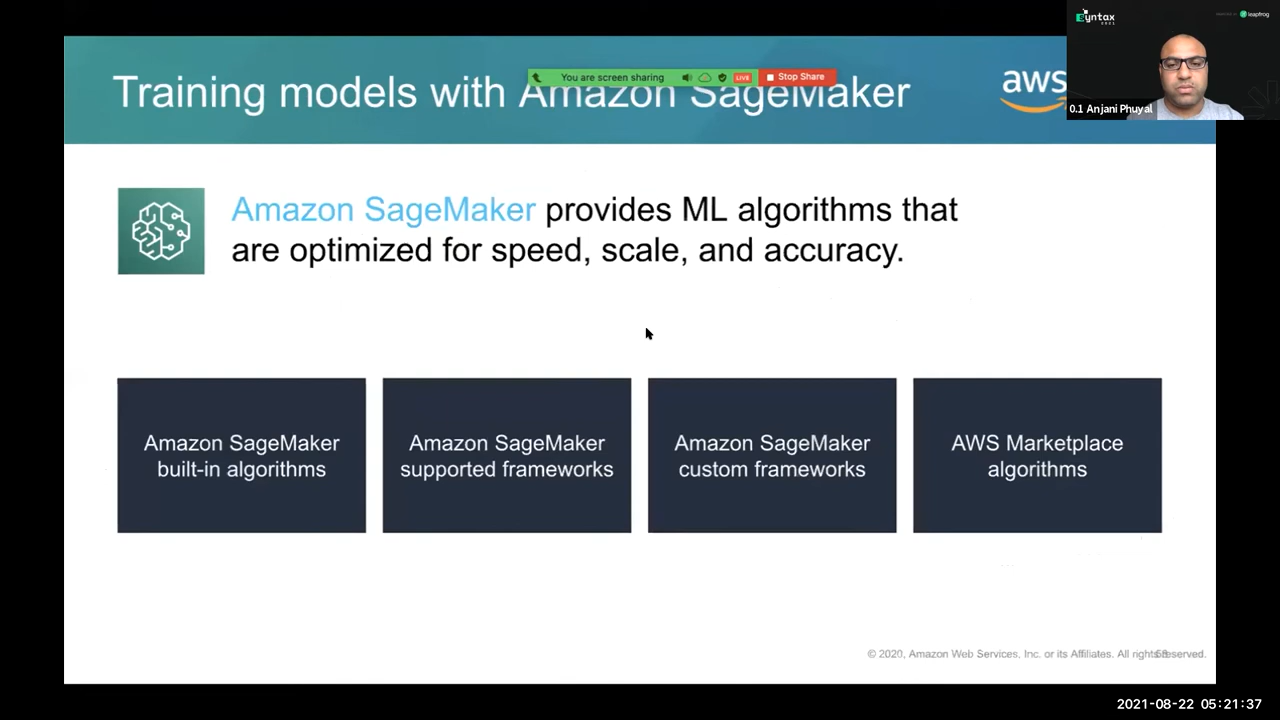 Syntax
2021
leapfrog
You are screen sharing
LIVE
Stop Share
Training models with Amazon SageMaker
aws
0.1 Anjani Phuyal
Amazon SageMaker provides ML algorithms that
are optimized for speed, scale, and accuracy.
Amazon SageMaker
built-in algorithms
Amazon SageMaker
supported frameworks
Amazon SageMaker
custom frameworks
AWS Marketplace
algorithms
© 2020, Amazon Web Services, Inc. or its Affiliates. All rights reserved.
2021-08-22 05:21:37